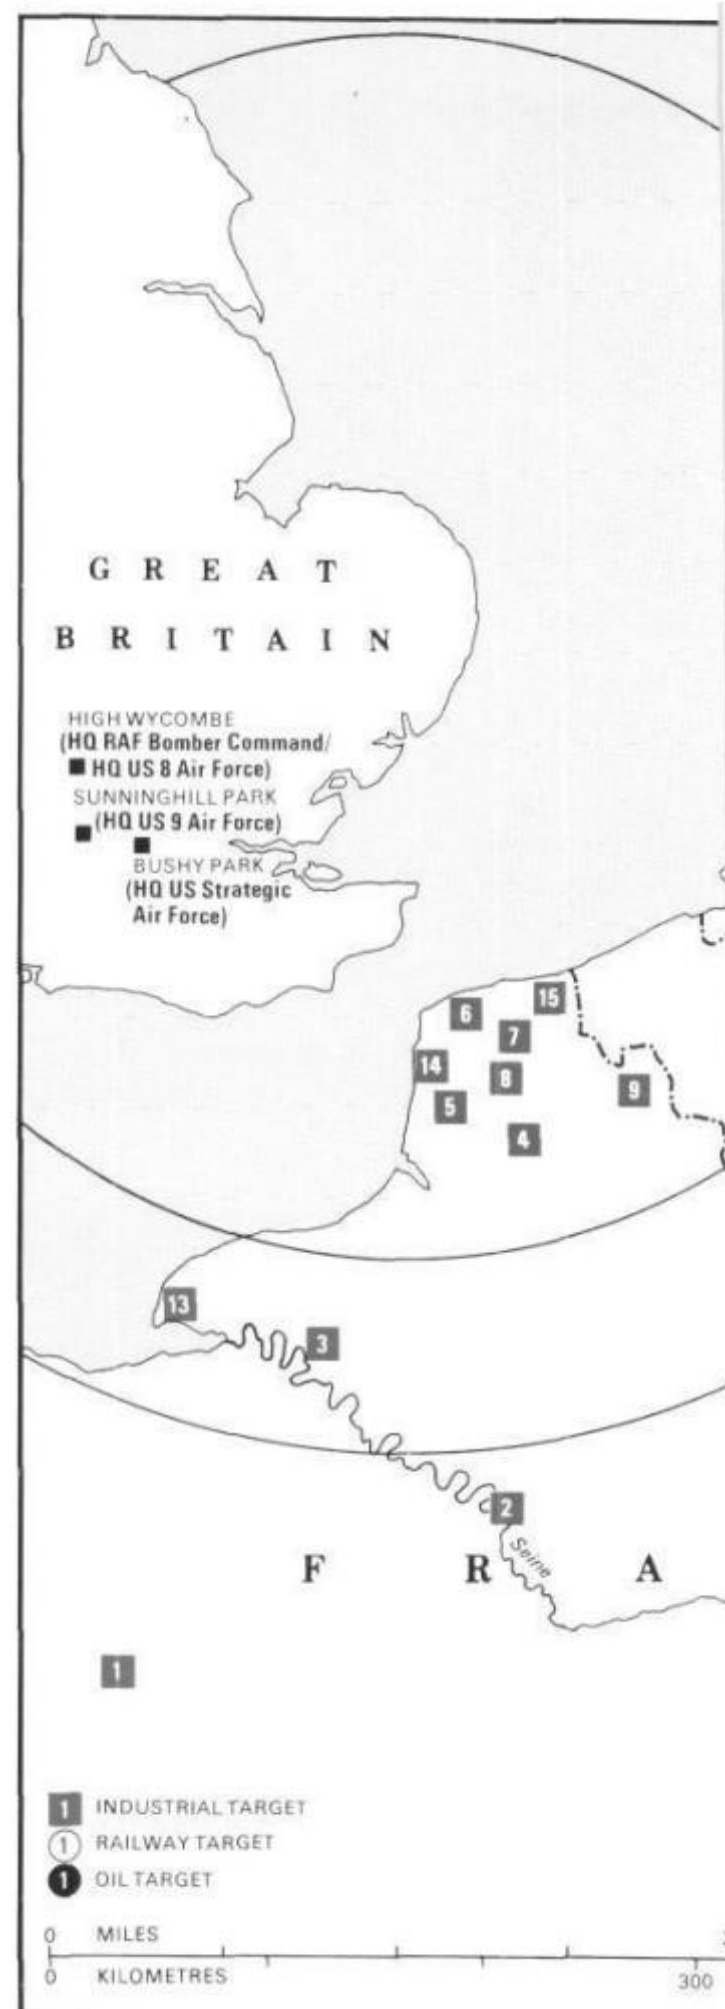 G R E A T
B R I T A I N
HIGH WYCOMBE
(HQ RAF Bomber Command/
HQ US 8 Air Force)
SUNNINGHILL PARK
(HQ US 9 Air Force)
BUSHY PARK
(HQ US Strategic
Air Force)
15
6
7
14
8
9
5
4
13
3
2
Seine
F R A
1
1 INDUSTRIAL TARGET
1 RAILWAY TARGET
1 OIL TARGET
0 MILES
0 KILOMETRES 300